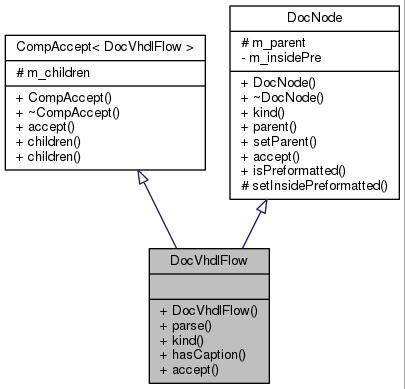 CompAccept< DocVhdlFlow >
# m_children
+ CompAccept()
+ ~CompAccept()
+ accept()
+ children()
+ children()
DocNode
# m_parent
- m_insidePre
+ DocNode()
+ ~DocNode()
+ kind()
+ parent()
+ setParent()
+ accept()
+ isPreformatted()
# setInsidePreformatted()
DocVhdlFlow
+ DocVhdlFlow()
+ parse()
+ kind()
+ hasCaption()
+ accept()